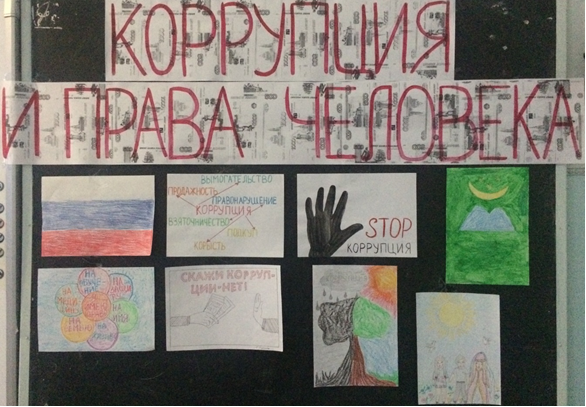 КОРРУПЦИЯ
И ПРАВА ЧЕЛОВЕКА
ВЫМОГАТЕЛЬСТВО
ПРОДАЖНОСТЬ
ПРАВОНАРУШЕНИЕ
КОРРУПЦИЯ
ВЗЯТОЧНИЧЕСТВО
ПОДКУП
КОРЫСТЬ
STOP
КОРРУПЦИЯ
СКАЖИ КОРРУП-
ЦИИ-НЕТ!